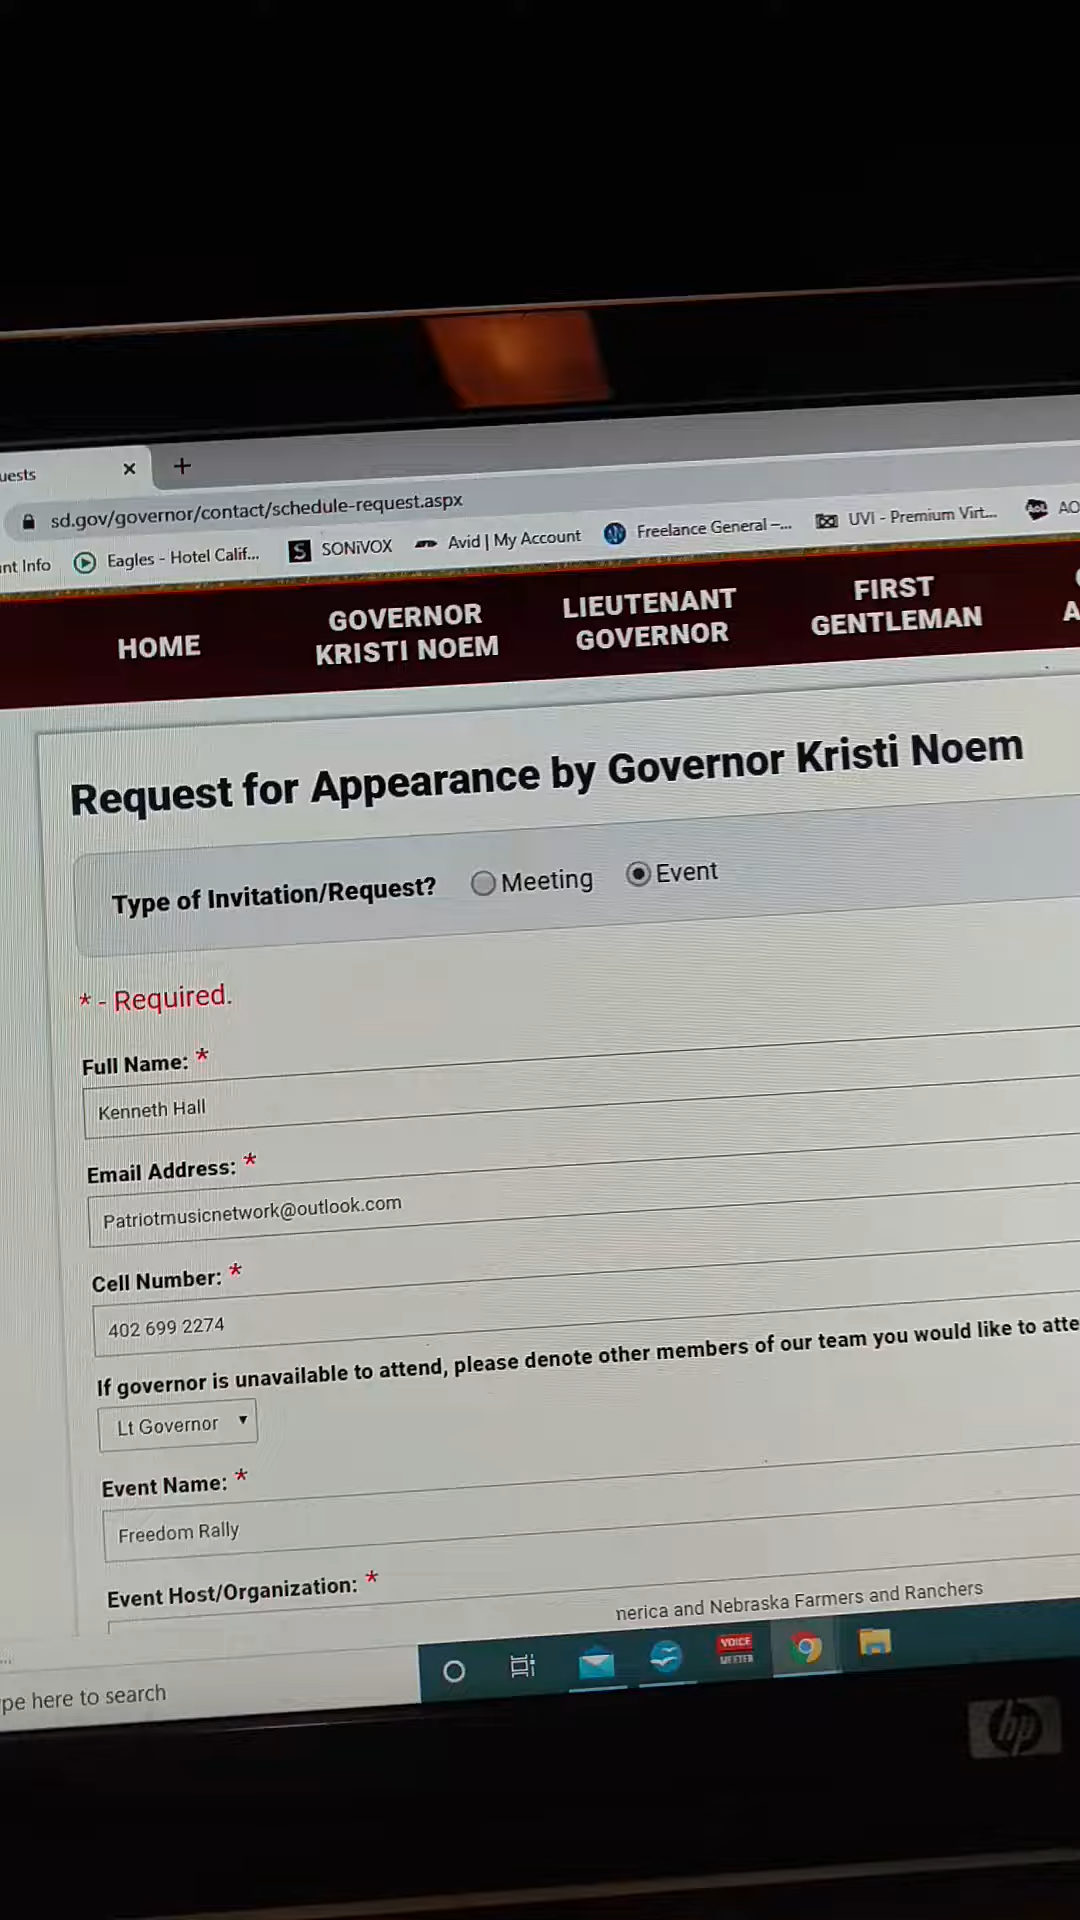 uests × +
sd.gov/governor/contact/schedule-request.aspx
nt Info Eagles - Hotel Calif... S SONiVOX Avid | My Account Freelance General –... UVI - Premium Virt... Aol. AO
HOME GOVERNOR KRISTI NOEM LIEUTENANT GOVERNOR FIRST GENTLEMAN A
Request for Appearance by Governor Kristi Noem
Type of Invitation/Request? Meeting Event
* - Required.
Full Name: *
Kenneth Hall
Email Address: *
Patriotmusicnetwork@outlook.com
Cell Number: *
402 699 2274
If governor is unavailable to attend, please denote other members of our team you would like to atte
Lt Governor ▼
Event Name: *
Freedom Rally
Event Host/Organization: *
nerica and Nebraska Farmers and Ranchers
...
pe here to search
VOICE
MEETER
hp